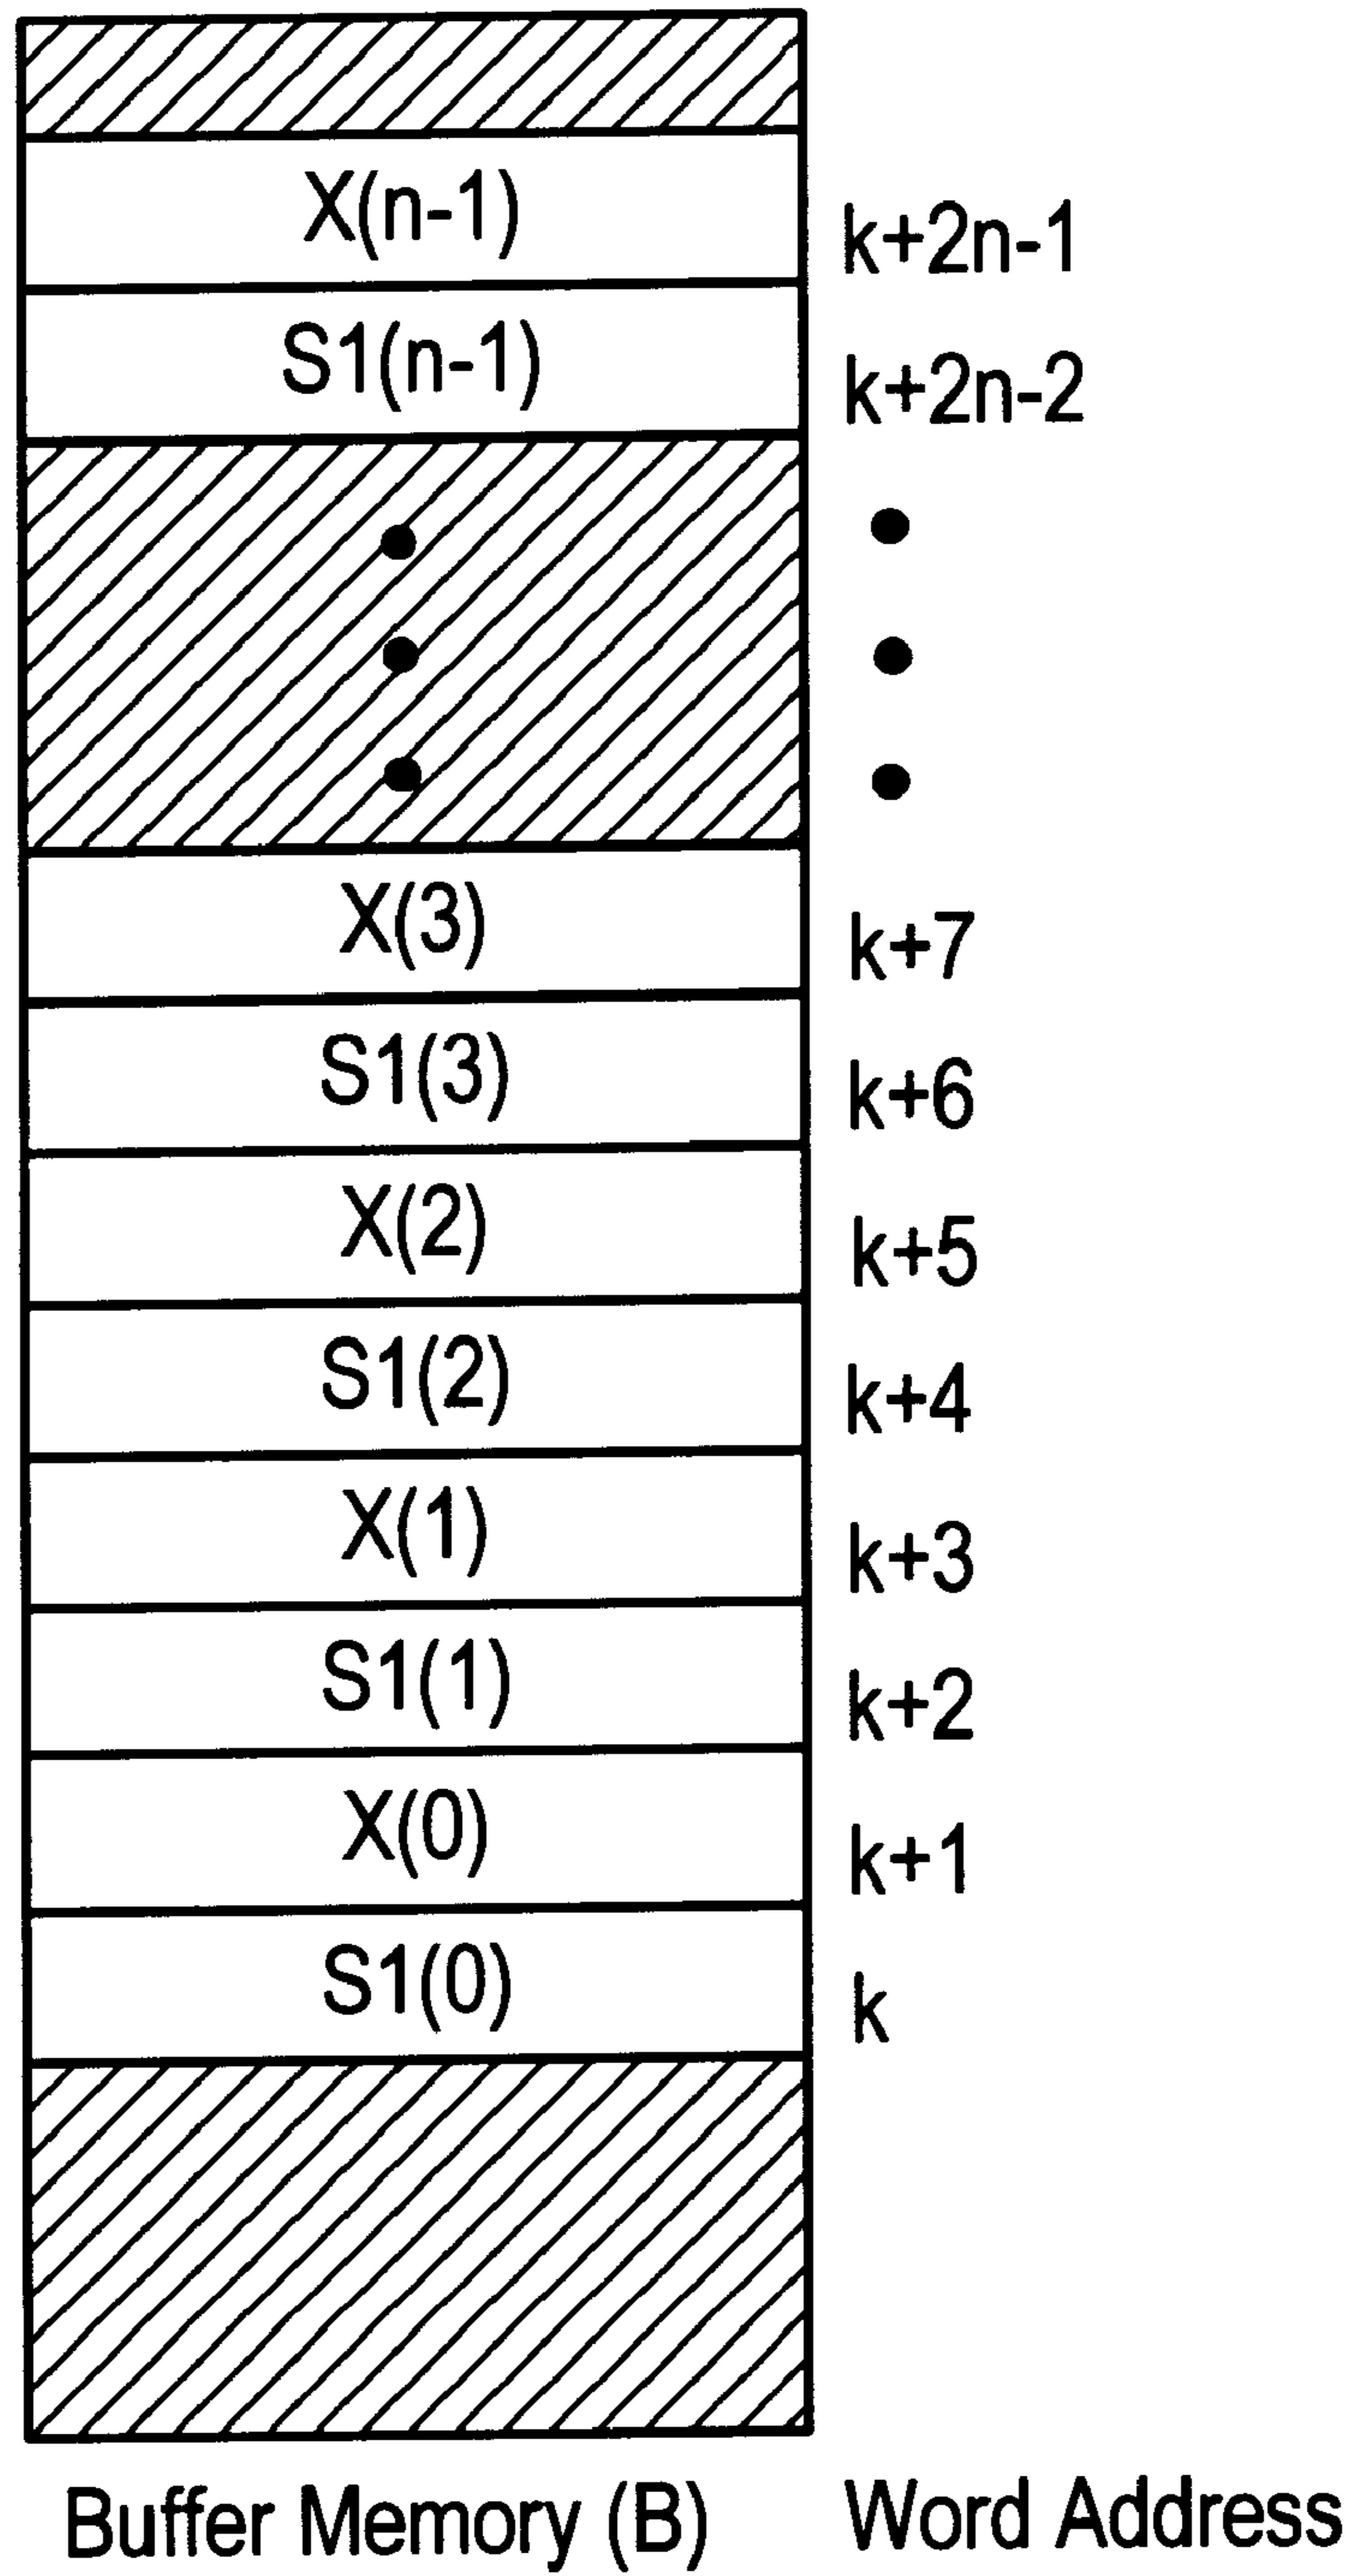 X(n-1) k+2n-1
S1(n-1) k+2n-2
X(3) k+7
S1(3) k+6
X(2) k+5
S1(2) k+4
X(1) k+3
S1(1) k+2
X(0) k+1
S1(0) k
Buffer Memory (B) Word Address